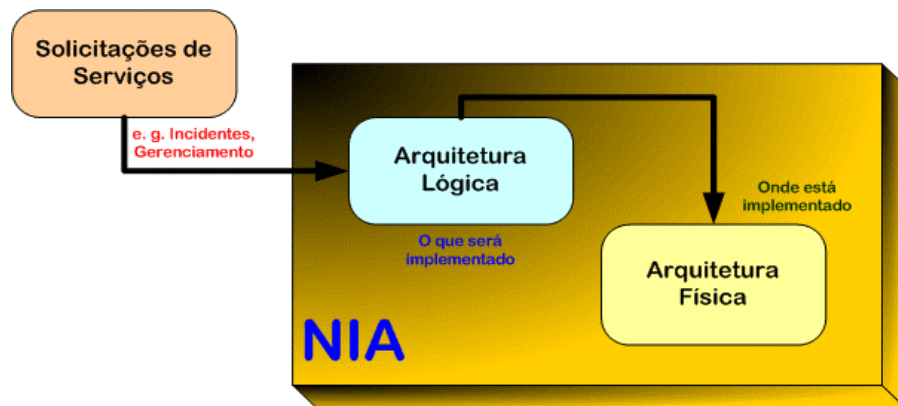 Solicitações de
Serviços
e. g. Incidentes,
Gerenciamento
Arquitetura
Lógica
O que será
implementado
Onde está
implementado
Arquitetura
Física
NIA